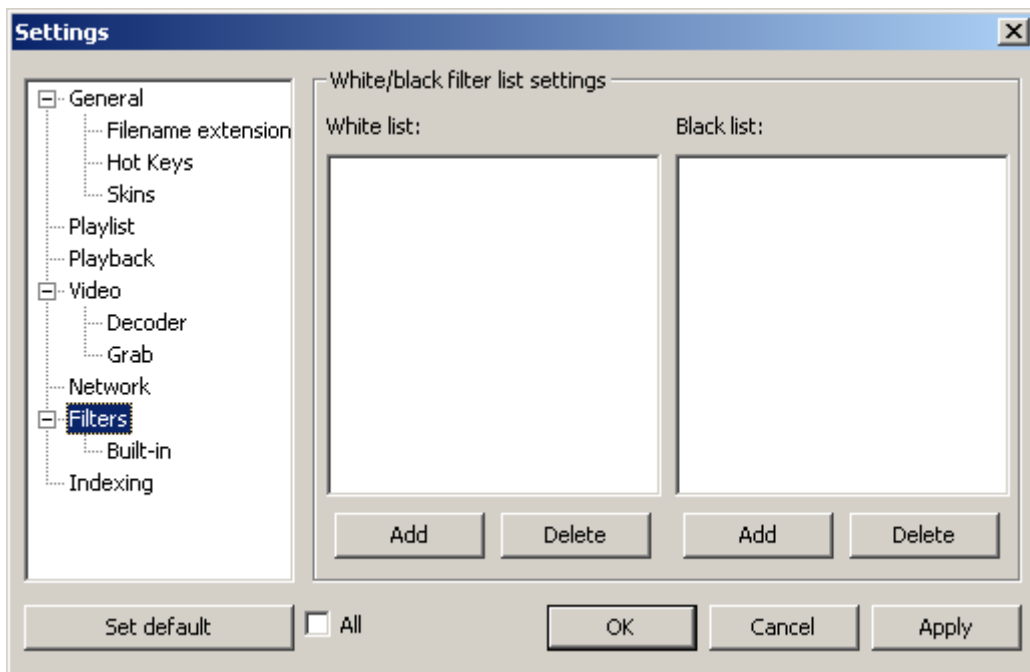 Settings
General
Filename extension
Hot Keys
Skins
Playlist
Playback
Video
Decoder
Grab
Network
Filters
Built-in
Indexing
White/black filter list settings
White list:
Black list:
Add
Delete
Add
Delete
Set default
All
OK
Cancel
Apply